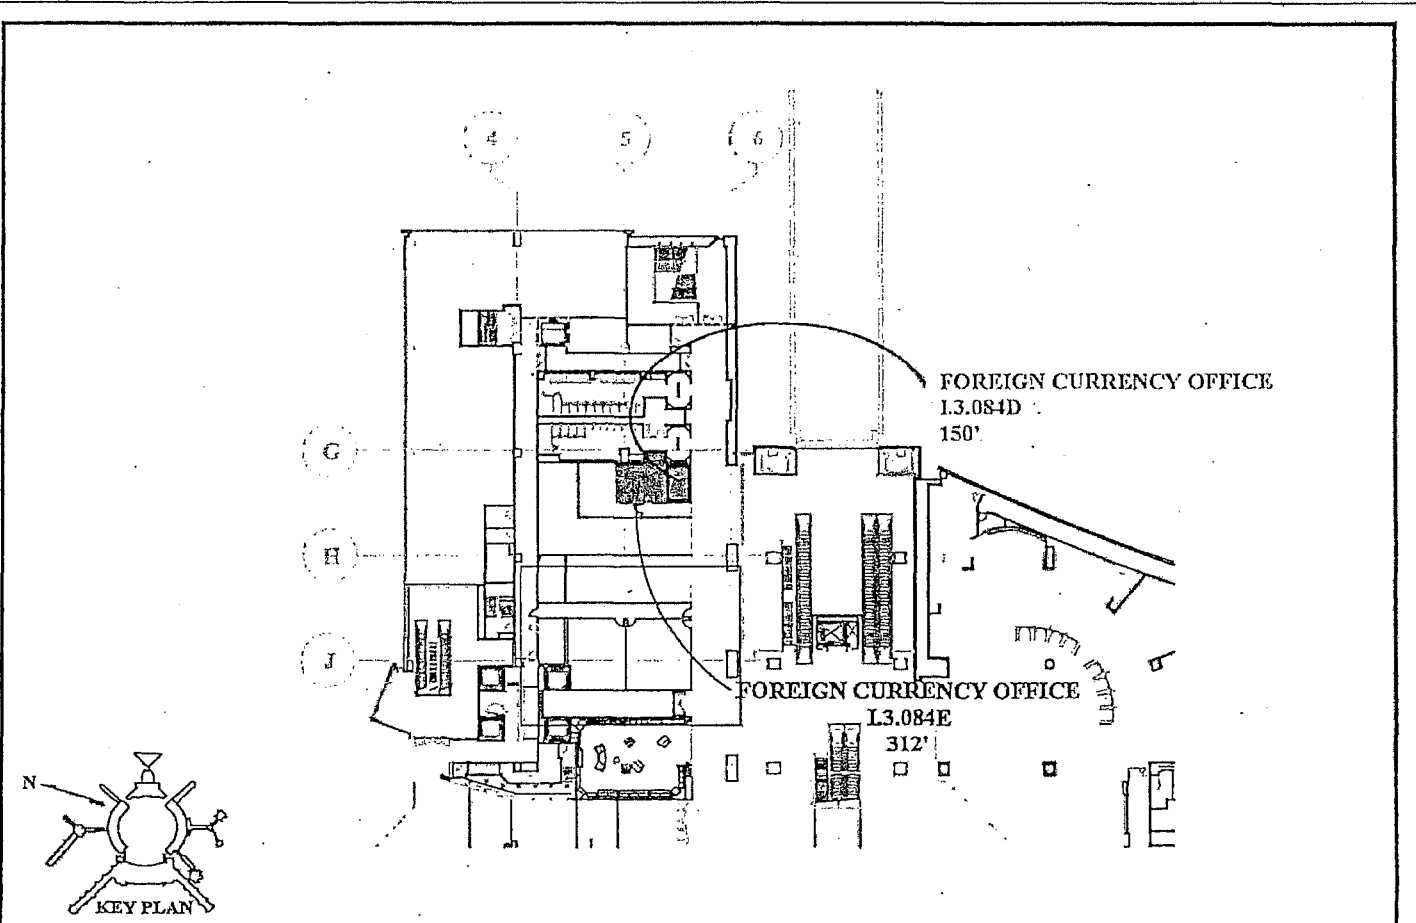 4
5
6
FOREIGN CURRENCY OFFICE
I.3.084D
150'
G
H
J
FOREIGN CURRENCY OFFICE
I.3.084E
312'
N
KEY PLAN